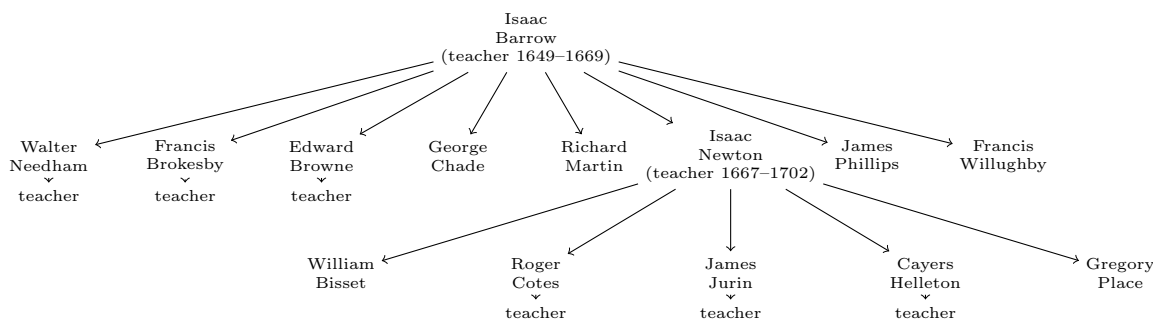 Isaac
Barrow
(teacher 1649–1669)
Walter
Needham
teacher
Francis
Brokesby
teacher
Edward
Browne
teacher
George
Chade
Richard
Martin
Isaac
Newton
(teacher 1667–1702)
James
Phillips
Francis
Willughby
William
Bisset
Roger
Cotes
teacher
James
Jurin
teacher
Cayers
Helleton
teacher
Gregory
Place